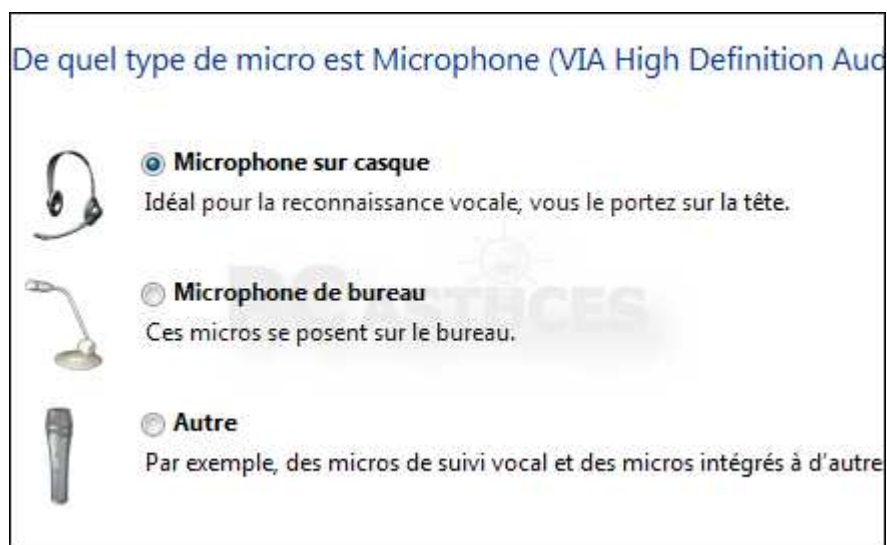 De quel type de micro est Microphone (VIA High Definition Aud
Microphone sur casque
Idéal pour la reconnaissance vocale, vous le portez sur la tête.
PC ASTUCES
Microphone de bureau
Ces micros se posent sur le bureau.
Autre
Par exemple, des micros de suivi vocal et des micros intégrés à d'autre